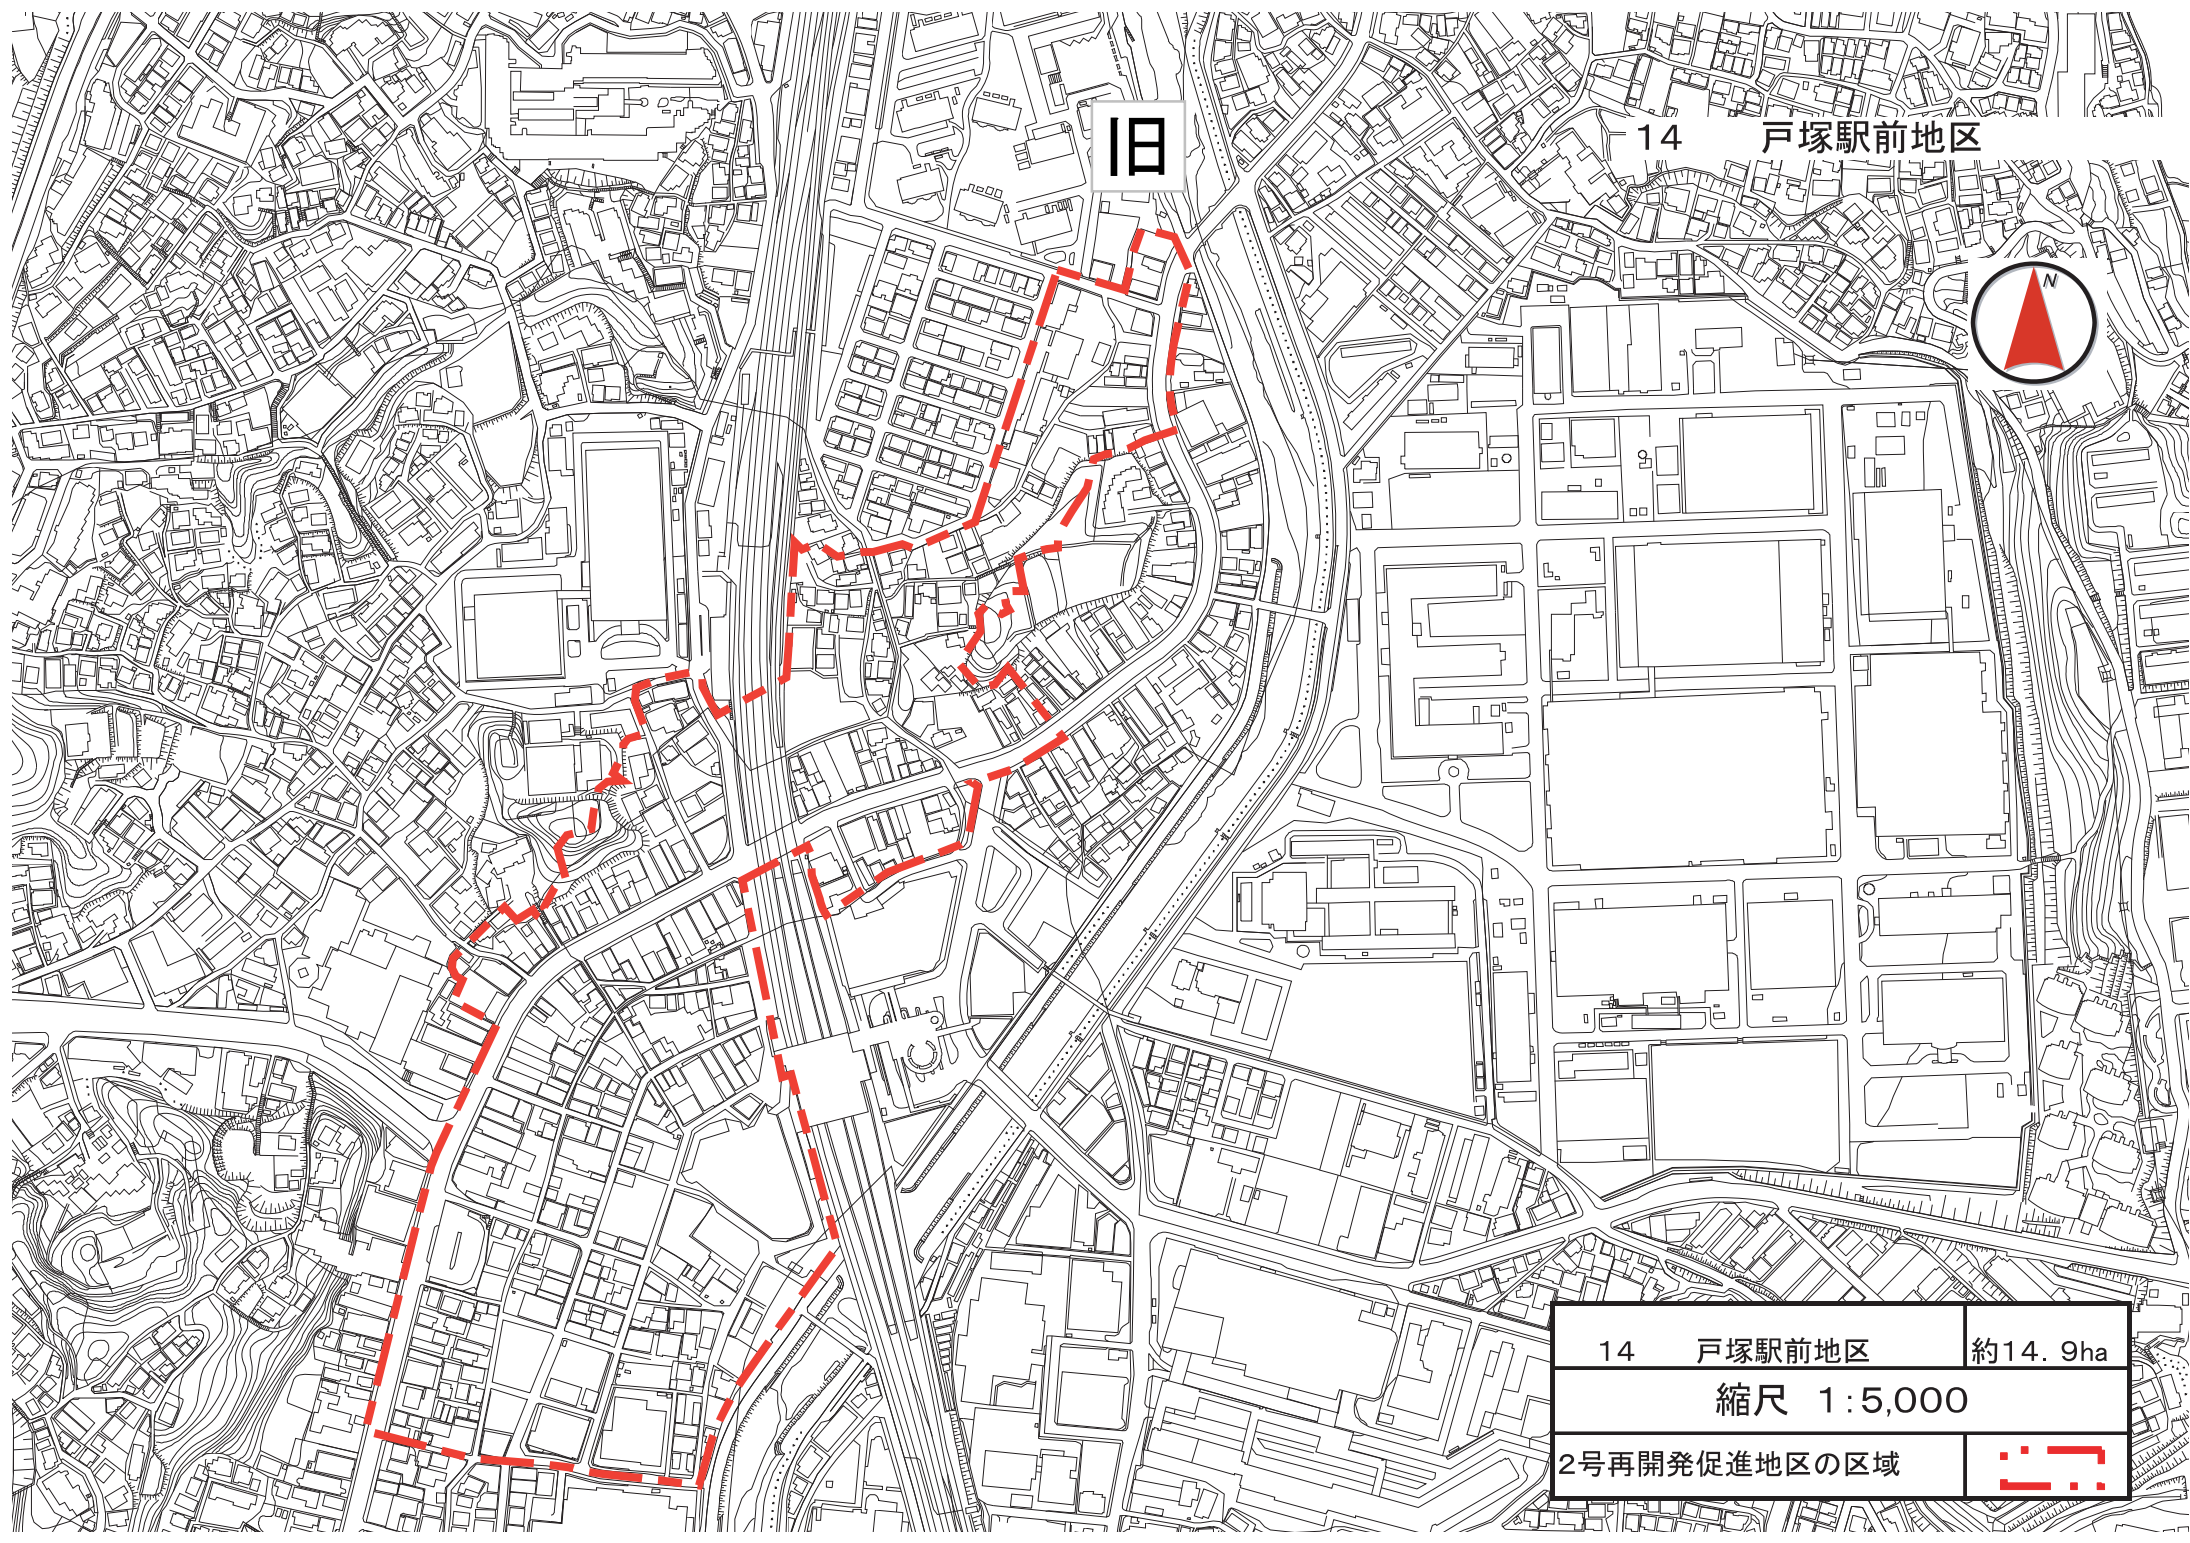 旧
14　戸塚駅前地区
N
14　戸塚駅前地区　約14．9ha
縮尺　1：5,000
2号再開発促進地区の区域